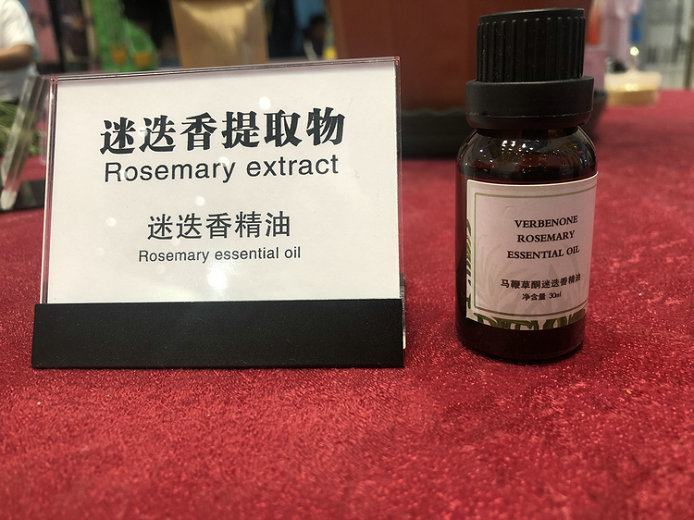 迷迭香提取物
Rosemary extract
迷迭香精油
Rosemary essential oil
VERBENONE
ROSEMARY
ESSENTIAL OIL
马鞭草酮迷迭香精油
净含量 30ml